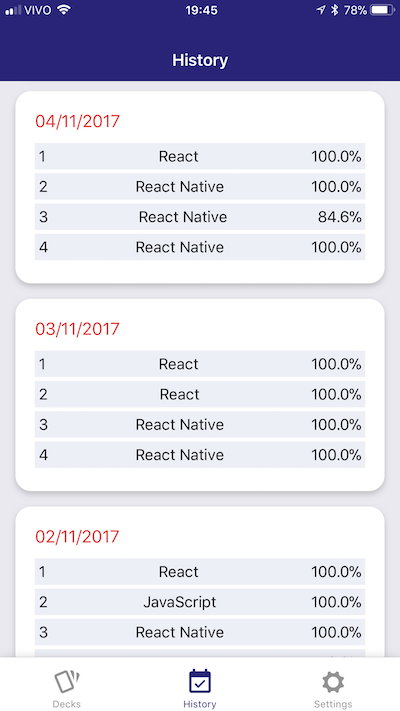 VIVO 19:45 78%
History
04/11/2017
1 React 100.0%
2 React Native 100.0%
3 React Native 84.6%
4 React Native 100.0%
03/11/2017
1 React 100.0%
2 React 100.0%
3 React Native 100.0%
4 React Native 100.0%
02/11/2017
1 React 100.0%
2 JavaScript 100.0%
3 React Native 100.0%
Decks History Settings